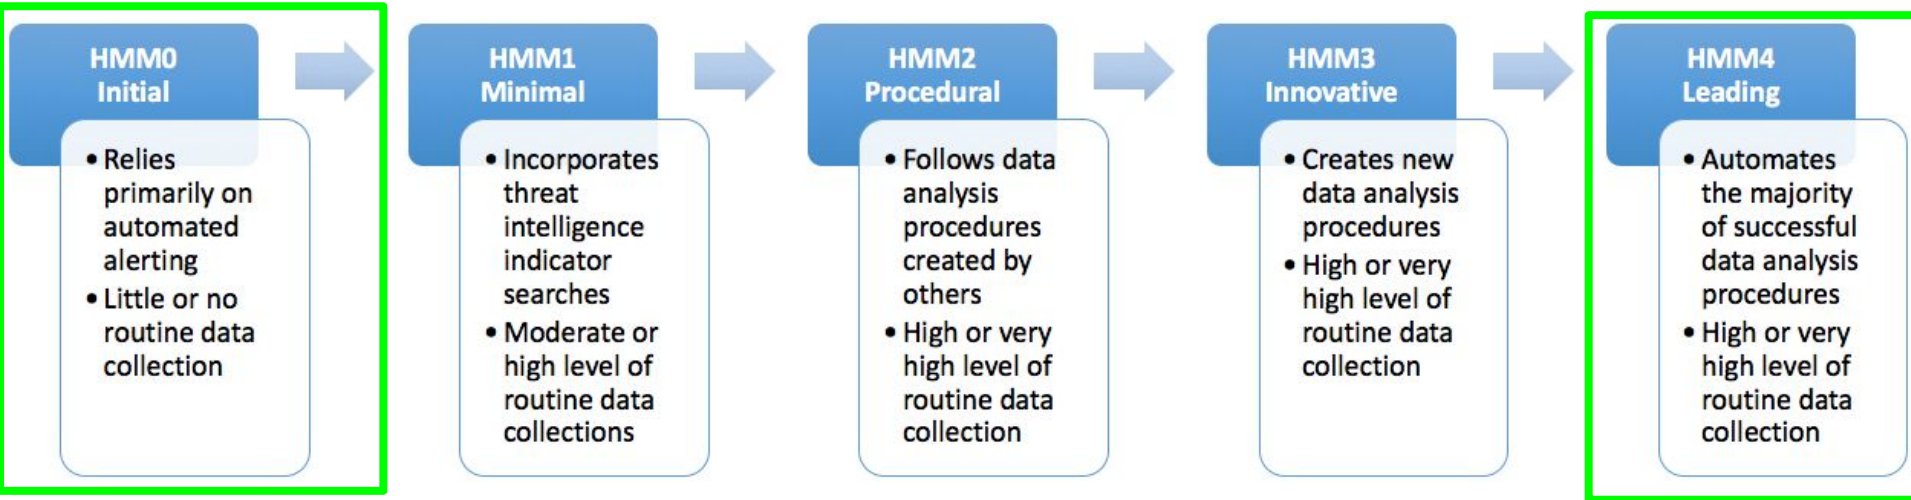 HMM0
Initial
• Relies
primarily on
automated
alerting
• Little or no
routine data
collection
HMM1
Minimal
• Incorporates
threat
intelligence
indicator
searches
• Moderate or
high level of
routine data
collections
HMM2
Procedural
• Follows data
analysis
procedures
created by
others
• High or very
high level of
routine data
collection
HMM3
Innovative
• Creates new
data analysis
procedures
• High or very
high level of
routine data
collection
HMM4
Leading
• Automates
the majority
of successful
data analysis
procedures
• High or very
high level of
routine data
collection